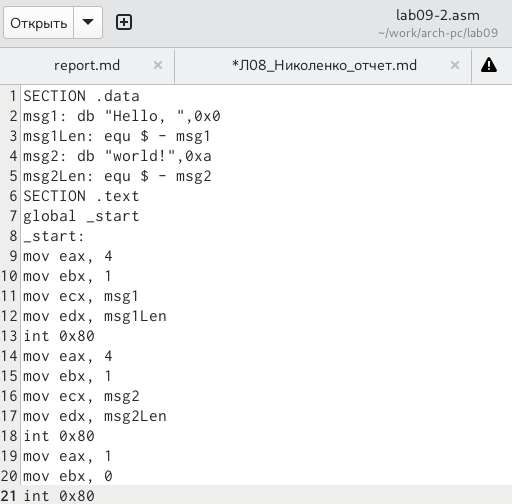 Открыть
lab09-2.asm
~/work/arch-pc/lab09
report.md ×
*Л08_Николенко_отчет.md ×
1 SECTION .data
2 msg1: db "Hello, ",0x0
3 msg1Len: equ $ - msg1
4 msg2: db "world!",0xa
5 msg2Len: equ $ - msg2
6 SECTION .text
7 global _start
8 _start:
9 mov eax, 4
10 mov ebx, 1
11 mov ecx, msg1
12 mov edx, msg1Len
13 int 0x80
14 mov eax, 4
15 mov ebx, 1
16 mov ecx, msg2
17 mov edx, msg2Len
18 int 0x80
19 mov eax, 1
20 mov ebx, 0
21 int 0x80